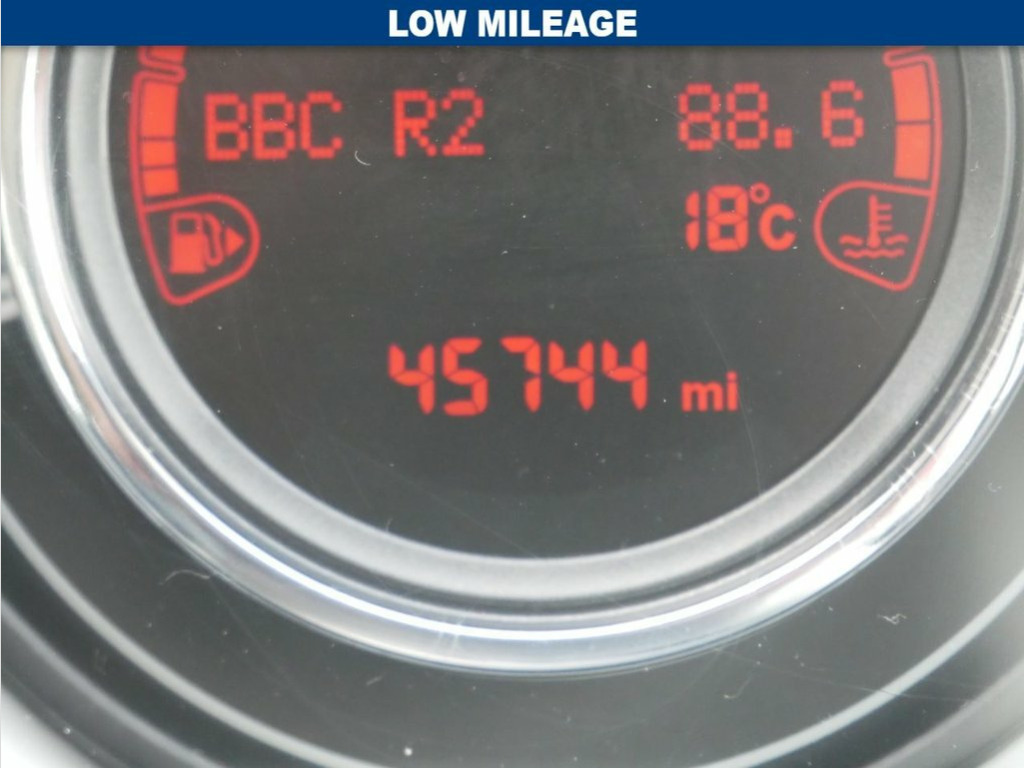 LOW MILEAGE
BBC R2 88.6
18°C
45744 mi